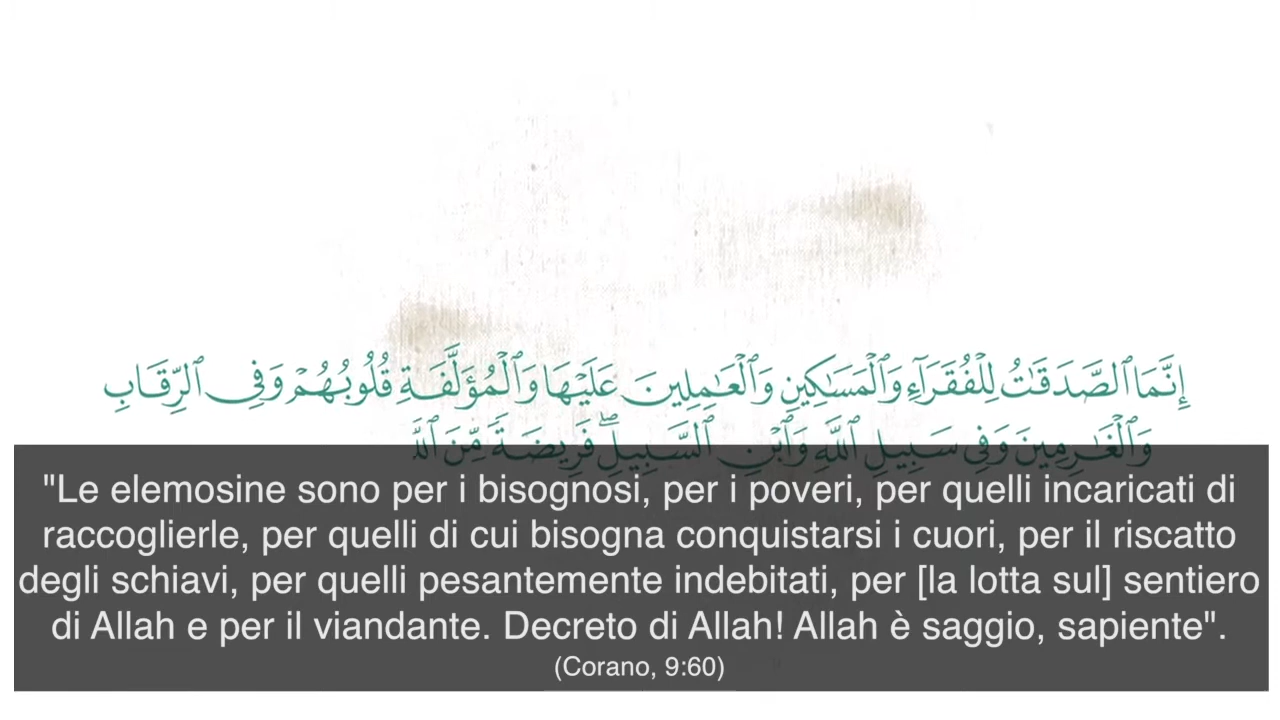 إِنَّمَا ٱلصَّدَقَـٰتُ لِلْفُقَرَآءِ وَٱلْمَسَـٰكِينِ وَٱلْعَـٰمِلِينَ عَلَيْهَا وَٱلْمُؤَلَّفَةِ قُلُوبُهُمْ وَفِى ٱلرِّقَابِ
وَٱلْغَـٰرِمِينَ وَفِى سَبِيلِ ٱللَّهِ وَٱبْنِ ٱلسَّبِيلِ ۖ فَرِيضَةً مِّنَ ٱللَّ
"Le elemosine sono per i bisognosi, per i poveri, per quelli incaricati di
raccoglierle, per quelli di cui bisogna conquistarsi i cuori, per il riscatto
degli schiavi, per quelli pesantemente indebitati, per [la lotta sul] sentiero
di Allah e per il viandante. Decreto di Allah! Allah è saggio, sapiente".
(Corano, 9:60)